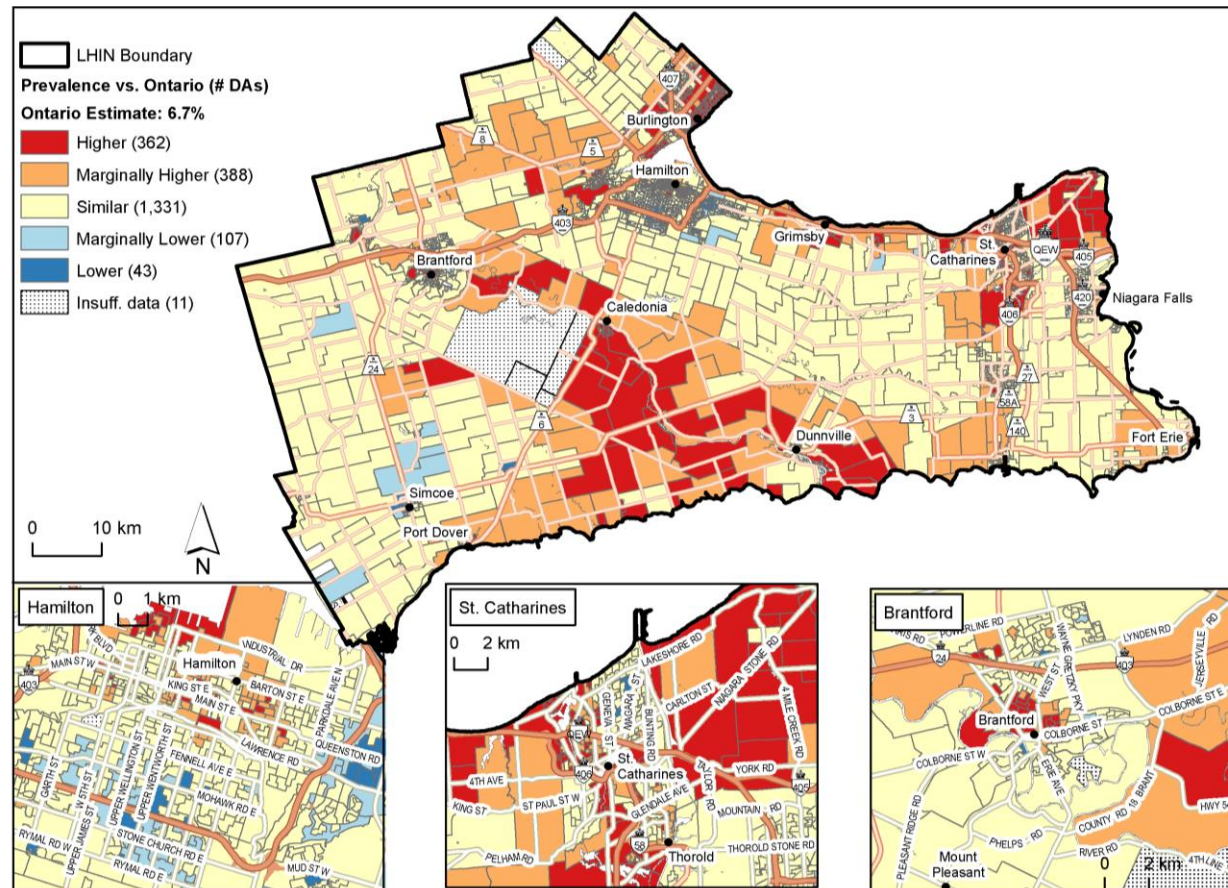 LHIN Boundary
Prevalence vs. Ontario (# DAs)
Ontario Estimate: 6.7%
Higher (362)
Marginally Higher (388)
Similar (1,331)
Marginally Lower (107)
Lower (43)
Insuff. data (11)
407
Burlington
8
5
Hamilton
403
Grimsby
St.
Catharines
QEW
405
Brantford
420
Niagara Falls
406
Caledonia
24
27
58A
6
3
140
Dunnville
Fort Erie
Simcoe
Port Dover
0 10 km
N
Hamilton
0 1 km
INDUSTRIAL DR
MAIN ST W
Hamilton
403
KING ST E
BARTON ST E
MAIN ST E
PARKDALE AVE N
LAWRENCE RD
QUEENSTON RD
FENNELL AVE E
GARTH ST
W 5TH ST
UPPER JAMES ST
UPPER WELLINGTON ST
UPPER WENTWORTH ST
MOHAWK RD E
STONE CHURCH RD E
RYMAL RD W
RYMAL RD E
MUD ST W
St. Catharines
0 2 km
LAKESHORE RD
GENEVA ST
NIAGARA ST
BUNTING RD
CARLTON ST
NIAGARA STONE RD
4 MILE CREEK RD
QEW
406
St.
Catharines
4TH AVE
YORK RD
405
KING ST
ST PAUL ST W
GLENDALE AVE
TAYLOR RD
MOUNTAIN RD
58
Thorold
THOROLD STONE RD
PELHAM RD
Brantford
POWERLINE RD
LYNDEN RD
24
WAYNE GRETZKY PKY
403
JERSEYVILLE RD
WEST ST
COLBORNE ST E
Brantford
COLBORNE ST
COLBORNE ST W
ERIE AVE
PLEASANT RIDGE RD
PHELPS RD
COUNTY RD 18 BRANT
HWY 54
RIVER RD
Mount
Pleasant
0 2 km
4TH LINE